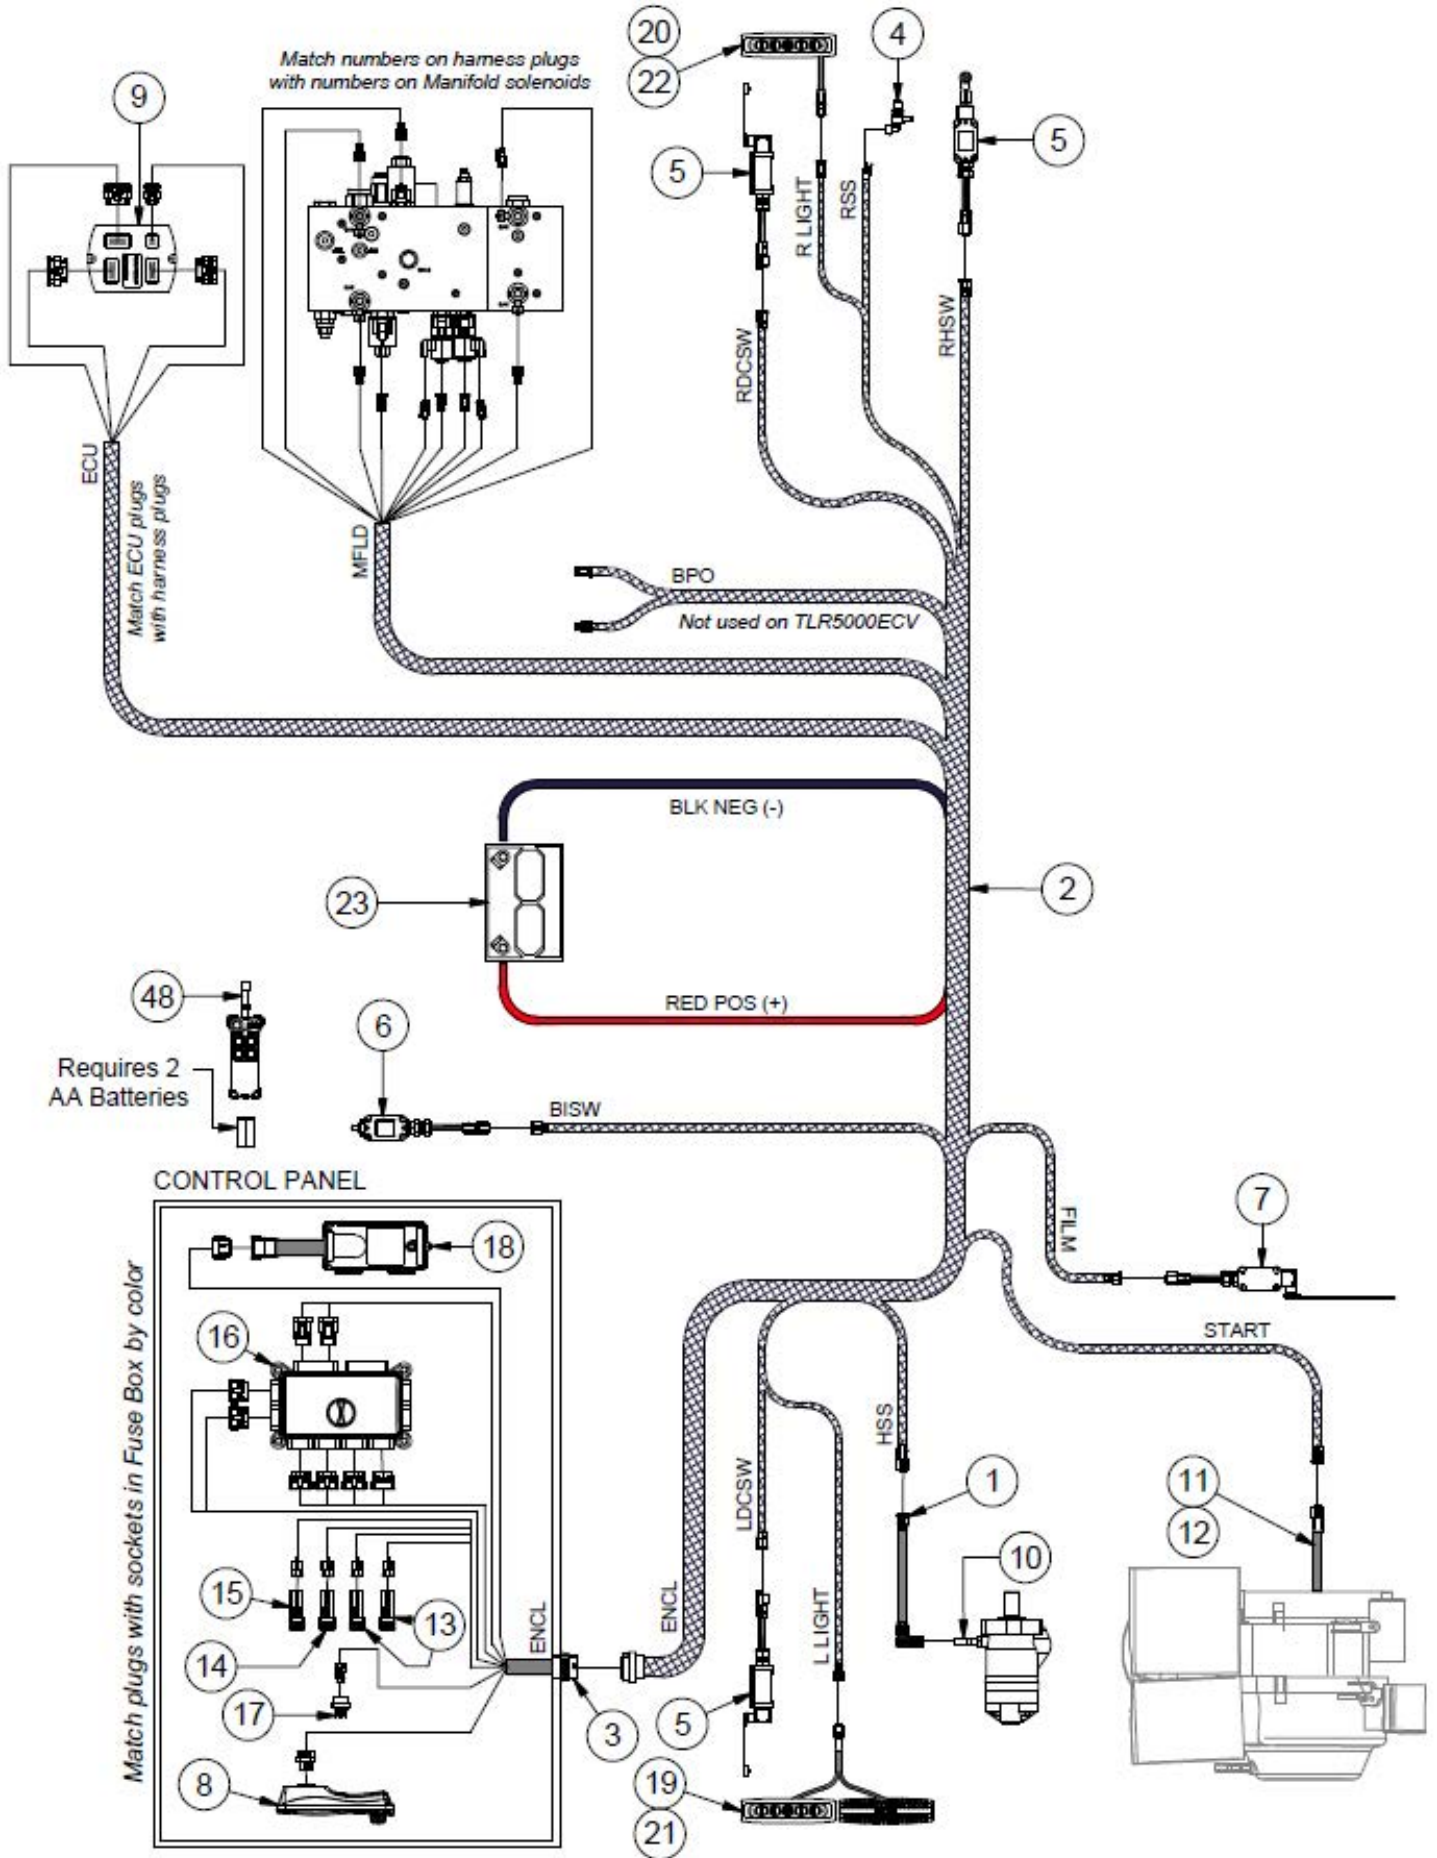 Match numbers on harness plugs
with numbers on Manifold solenoids
20
22
4
9
5
5
R LIGHT
RSS
RHSW
RDCSW
ECU
Match ECU plugs
with harness plugs
MFLD
BPO
Not used on TLR5000ECV
BLK NEG (-)
23
2
RED POS (+)
48
Requires 2
AA Batteries
6
BISW
CONTROL PANEL
Match plugs with sockets in Fuse Box by color
18
16
15
14
13
17
8
ENCL
3
ENCL
FILM
7
START
HSS
LDCSW
L LIGHT
1
10
11
12
5
19
21